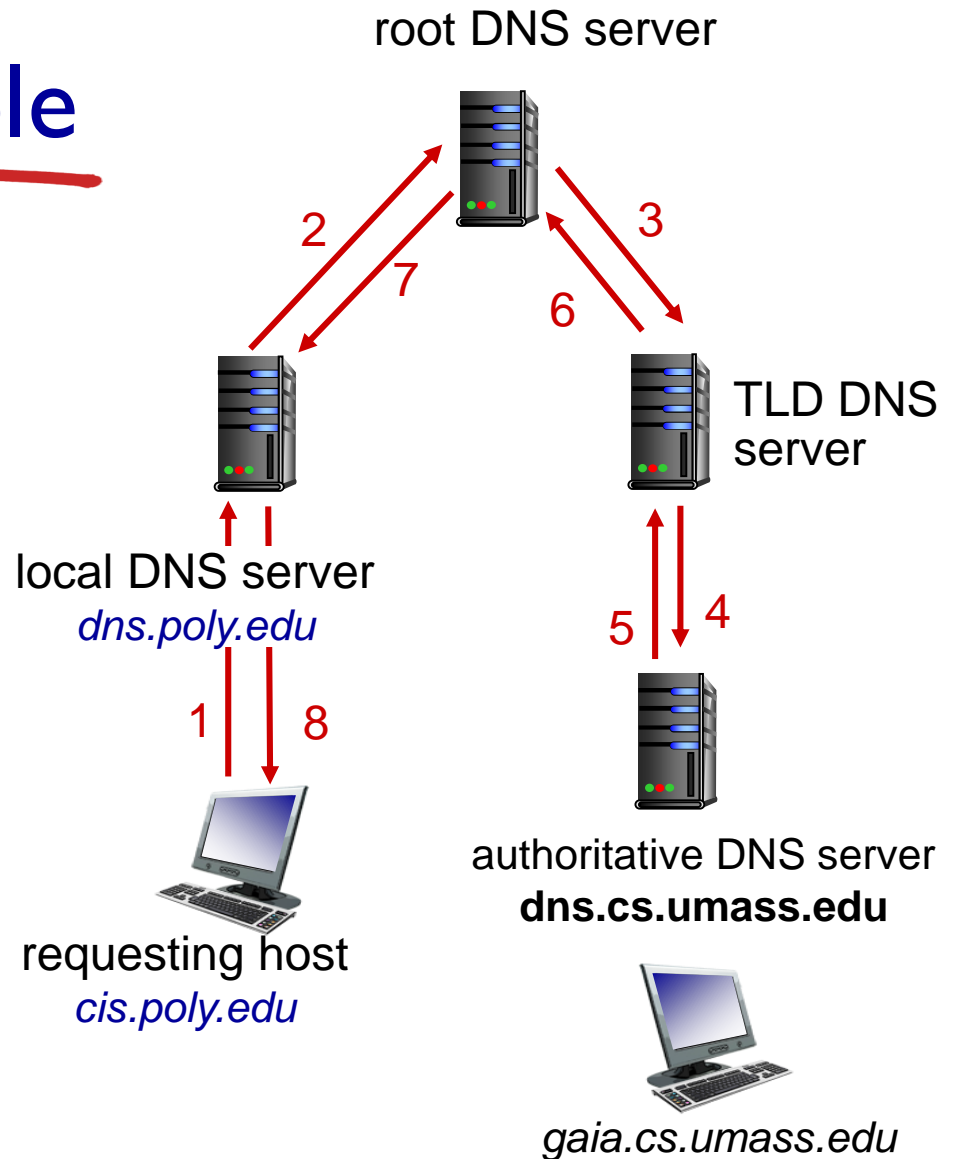 root DNS server
le
2
7
3
6
TLD DNS
server
local DNS server
dns.poly.edu
5
4
1
8
authoritative DNS server
dns.cs.umass.edu
requesting host
cis.poly.edu
gaia.cs.umass.edu